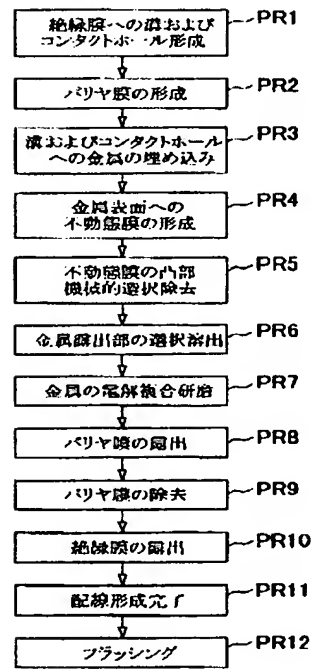 絶縁膜への溝および
コンタクトホール形成
PR1
バリヤ膜の形成
PR2
溝およびコンタクトホール
への金属の埋め込み
PR3
金属表面への
不動態膜の形成
PR4
不動態膜の凸部
機械的選択除去
PR5
金属露出部の選択溶出
PR6
金属の電解複合研磨
PR7
バリヤ膜の露出
PR8
バリヤ膜の除去
PR9
絶縁膜の露出
PR10
配線形成完了
PR11
フラッシング
PR12